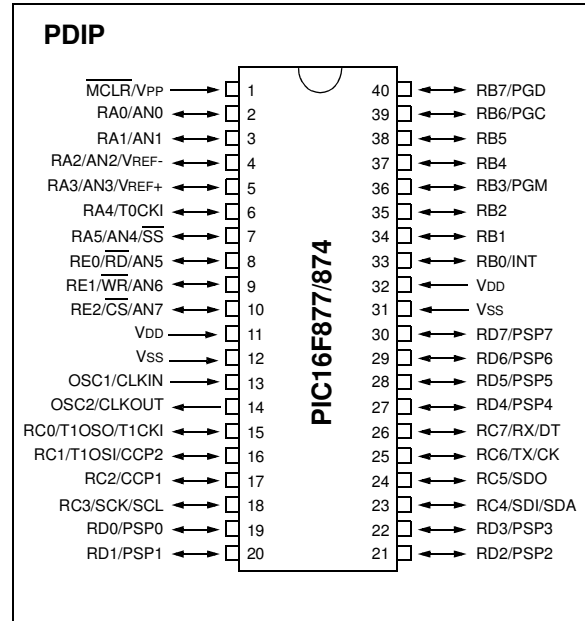 PDIP
MCLR/VPP 1 40 RB7/PGD
RA0/AN0 2 39 RB6/PGC
RA1/AN1 3 38 RB5
RA2/AN2/VREF- 4 37 RB4
RA3/AN3/VREF+ 5 36 RB3/PGM
RA4/T0CKI 6 35 RB2
RA5/AN4/SS 7 34 RB1
RE0/RD/AN5 8 33 RB0/INT
RE1/WR/AN6 9 32 VDD
RE2/CS/AN7 10 31 VSS
VDD 11 30 RD7/PSP7
VSS 12 29 RD6/PSP6
OSC1/CLKIN 13 28 RD5/PSP5
OSC2/CLKOUT 14 27 RD4/PSP4
RC0/T1OSO/T1CKI 15 26 RC7/RX/DT
RC1/T1OSI/CCP2 16 25 RC6/TX/CK
RC2/CCP1 17 24 RC5/SDO
RC3/SCK/SCL 18 23 RC4/SDI/SDA
RD0/PSP0 19 22 RD3/PSP3
RD1/PSP1 20 21 RD2/PSP2
PIC16F877/874